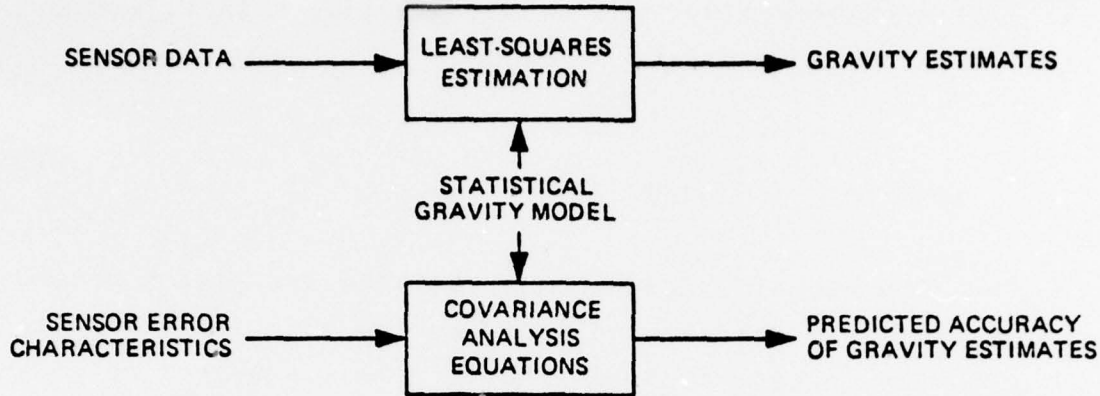 SENSOR DATA
LEAST-SQUARES
ESTIMATION
GRAVITY ESTIMATES
STATISTICAL
GRAVITY MODEL
SENSOR ERROR
CHARACTERISTICS
COVARIANCE
ANALYSIS
EQUATIONS
PREDICTED ACCURACY
OF GRAVITY ESTIMATES